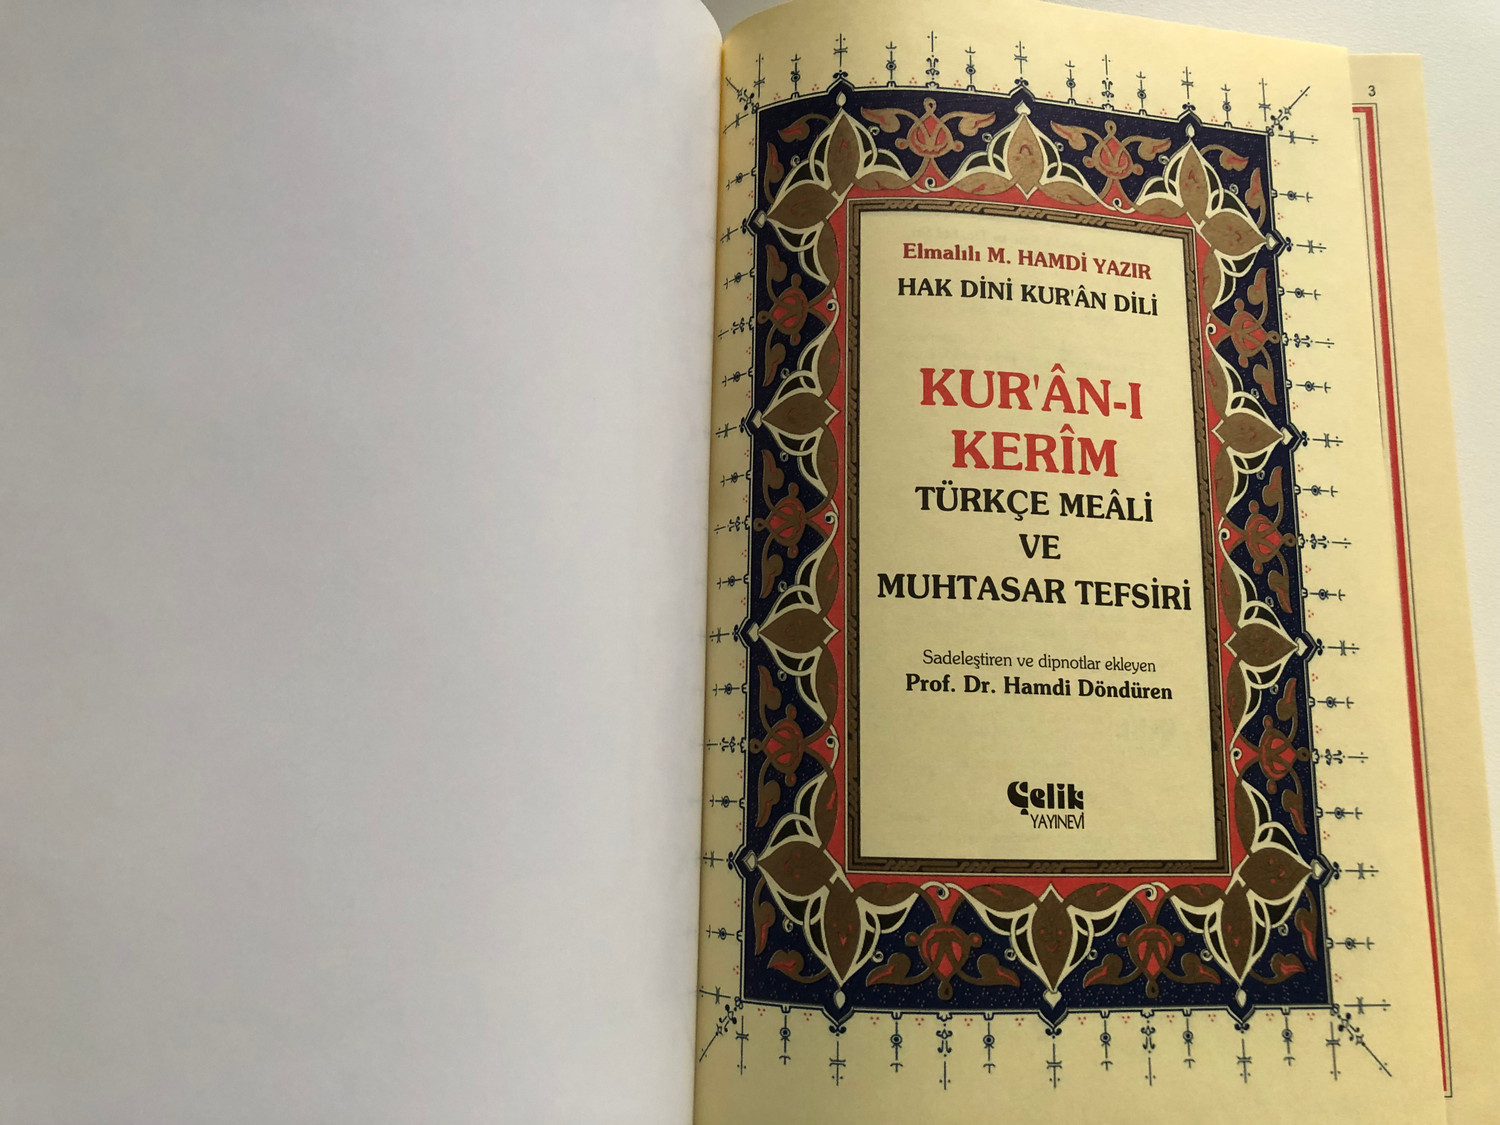 3
Elmalılı M. HAMDİ YAZIR
HAK DİNİ KUR'ÂN DİLİ
KUR'ÂN-I
KERÎM
TÜRKÇE MEÂLİ
VE
MUHTASAR TEFSİRİ
Sadeleştiren ve dipnotlar ekleyen
Prof. Dr. Hamdi Döndüren
Çelik
YAYINEVİ